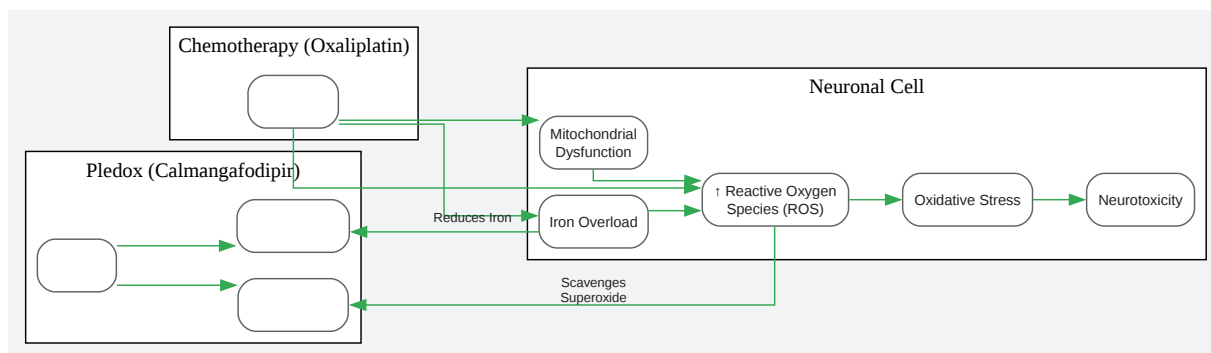 Chemotherapy (Oxaliplatin)
Neuronal Cell
Mitochondrial
Dysfunction
Pledox (Calmangafodipir)
↑ Reactive Oxygen
Species (ROS)
Oxidative Stress
Neurotoxicity
Reduces Iron
Iron Overload
Scavenges
Superoxide